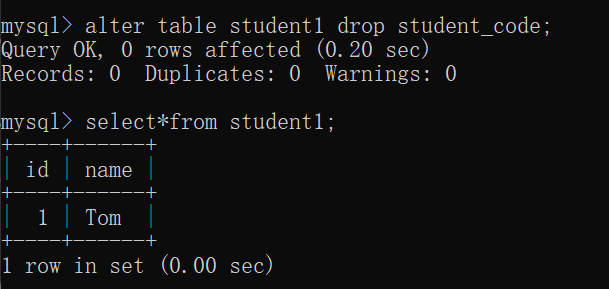 mysql> alter table student1 drop student_code;
Query OK, 0 rows affected (0.20 sec)
Records: 0  Duplicates: 0  Warnings: 0

mysql> select*from student1;
+----+------+
| id | name |
+----+------+
|  1 | Tom  |
+----+------+
1 row in set (0.00 sec)